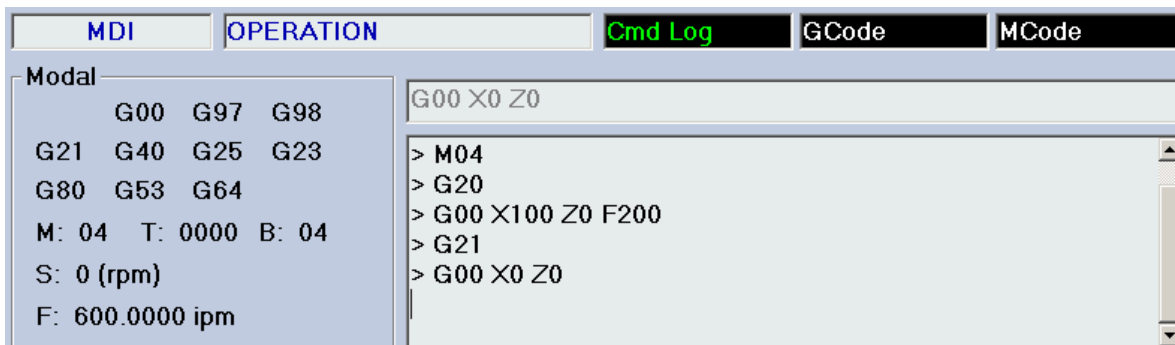 MDI OPERATION Cmd Log GCode MCode
Modal
G00 G97 G98
G21 G40 G25 G23
G80 G53 G64
M: 04 T: 0000 B: 04
S: 0 (rpm)
F: 600.0000 ipm
G00 X0 Z0
> M04
> G20
> G00 X100 Z0 F200
> G21
> G00 X0 Z0